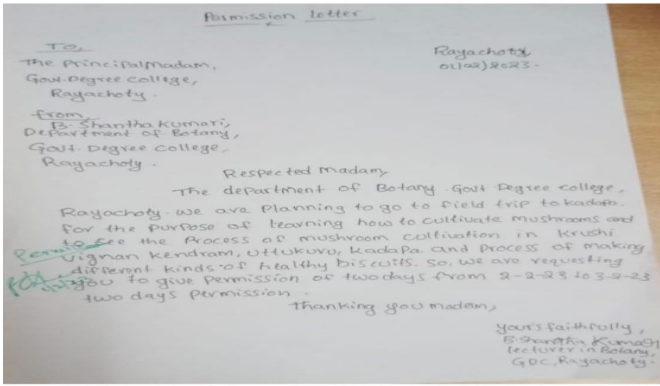 Permission letter
To,
Rayachoty
The Principal madam,
01/02/2023.
Govt. Degree college,
Rayachoty.
from,
B. Shantha Kumari,
Department of Botany,
Govt. Degree college,
Rayachoty.
Respected madam,
The department of Botany Govt Degree college,
Rayachoty. we are planning to go to field trip to kadapa.
for the purpose of learning how to cultivate mushrooms and
to see the process of mushroom cultivation in Krushi
vignan Kendram, Uttukuru, Kadapa and process of making
different kinds of healthy biscuits. So, we are requesting
you to give permission of two days from 2-2-23 to 3-2-23
two days permission.
Thanking you madam,
your's faithfully,
B Shantha Kumari
lecturer in Botany,
GDC, Rayachoty.